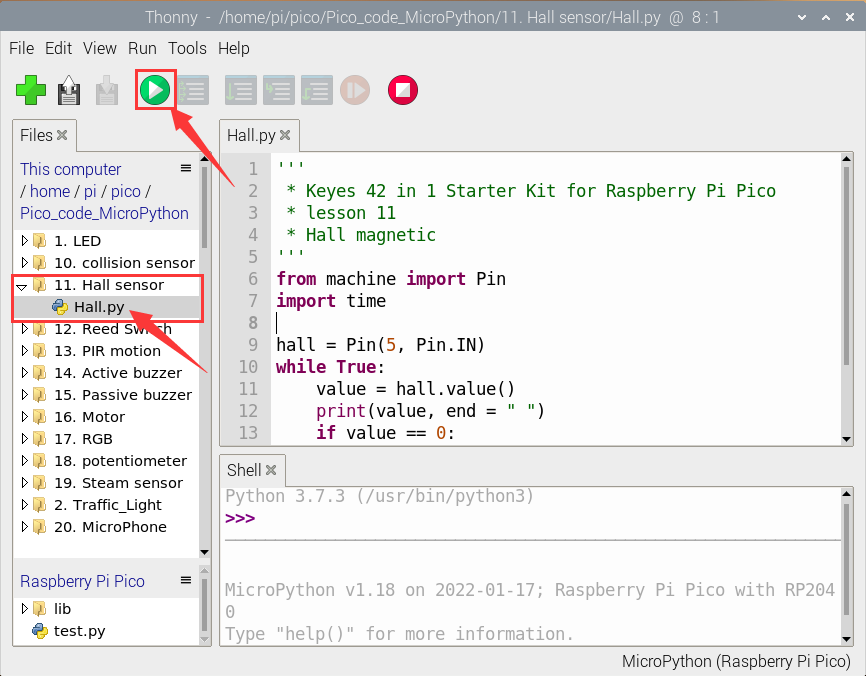 Thonny - /home/pi/pico/Pico_code_MicroPython/11. Hall sensor/Hall.py @ 8 : 1
File Edit View Run Tools Help
Files
This computer
/ home / pi / pico /
Pico_code_MicroPython
1. LED
10. collision sensor
11. Hall sensor
Hall.py
12. Reed Switch
13. PIR motion
14. Active buzzer
15. Passive buzzer
16. Motor
17. RGB
18. potentiometer
19. Steam sensor
2. Traffic_Light
20. MicroPhone
Raspberry Pi Pico
lib
test.py
Hall.py
1 '''
2  * Keyes 42 in 1 Starter Kit for Raspberry Pi Pico
3  * lesson 11
4  * Hall magnetic
5 '''
6 from machine import Pin
7 import time
8
9 hall = Pin(5, Pin.IN)
10 while True:
11     value = hall.value()
12     print(value, end = " ")
13     if value == 0:
Shell
Python 3.7.3 (/usr/bin/python3)
>>>
MicroPython v1.18 on 2022-01-17; Raspberry Pi Pico with RP204
0
Type "help()" for more information.
MicroPython (Raspberry Pi Pico)